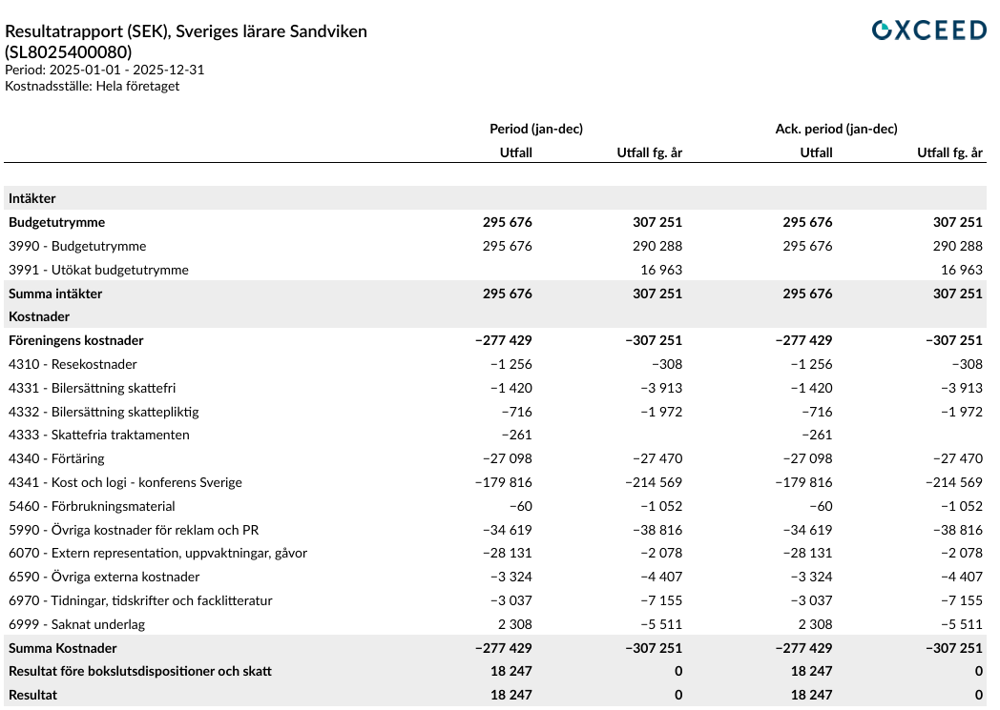 Resultatrapport (SEK), Sveriges lärare Sandviken
(SL8025400080)
Period: 2025-01-01 - 2025-12-31
Kostnadsställe: Hela företaget
OXCEED
Period (jan-dec) Ack. period (jan-dec)
Utfall Utfall fg. år Utfall Utfall fg. år
Intäkter
Budgetutrymme 295 676 307 251 295 676 307 251
3990 - Budgetutrymme 295 676 290 288 295 676 290 288
3991 - Utökat budgetutrymme 16 963 16 963
Summa intäkter 295 676 307 251 295 676 307 251
Kostnader
Föreningens kostnader −277 429 −307 251 −277 429 −307 251
4310 - Resekostnader −1 256 −308 −1 256 −308
4331 - Bilersättning skattefri −1 420 −3 913 −1 420 −3 913
4332 - Bilersättning skattepliktig −716 −1 972 −716 −1 972
4333 - Skattefria traktamenten −261 −261
4340 - Förtäring −27 098 −27 470 −27 098 −27 470
4341 - Kost och logi - konferens Sverige −179 816 −214 569 −179 816 −214 569
5460 - Förbrukningsmaterial −60 −1 052 −60 −1 052
5990 - Övriga kostnader för reklam och PR −34 619 −38 816 −34 619 −38 816
6070 - Extern representation, uppvaktningar, gåvor −28 131 −2 078 −28 131 −2 078
6590 - Övriga externa kostnader −3 324 −4 407 −3 324 −4 407
6970 - Tidningar, tidskrifter och facklitteratur −3 037 −7 155 −3 037 −7 155
6999 - Saknat underlag 2 308 −5 511 2 308 −5 511
Summa Kostnader −277 429 −307 251 −277 429 −307 251
Resultat före bokslutsdispositioner och skatt 18 247 0 18 247 0
Resultat 18 247 0 18 247 0